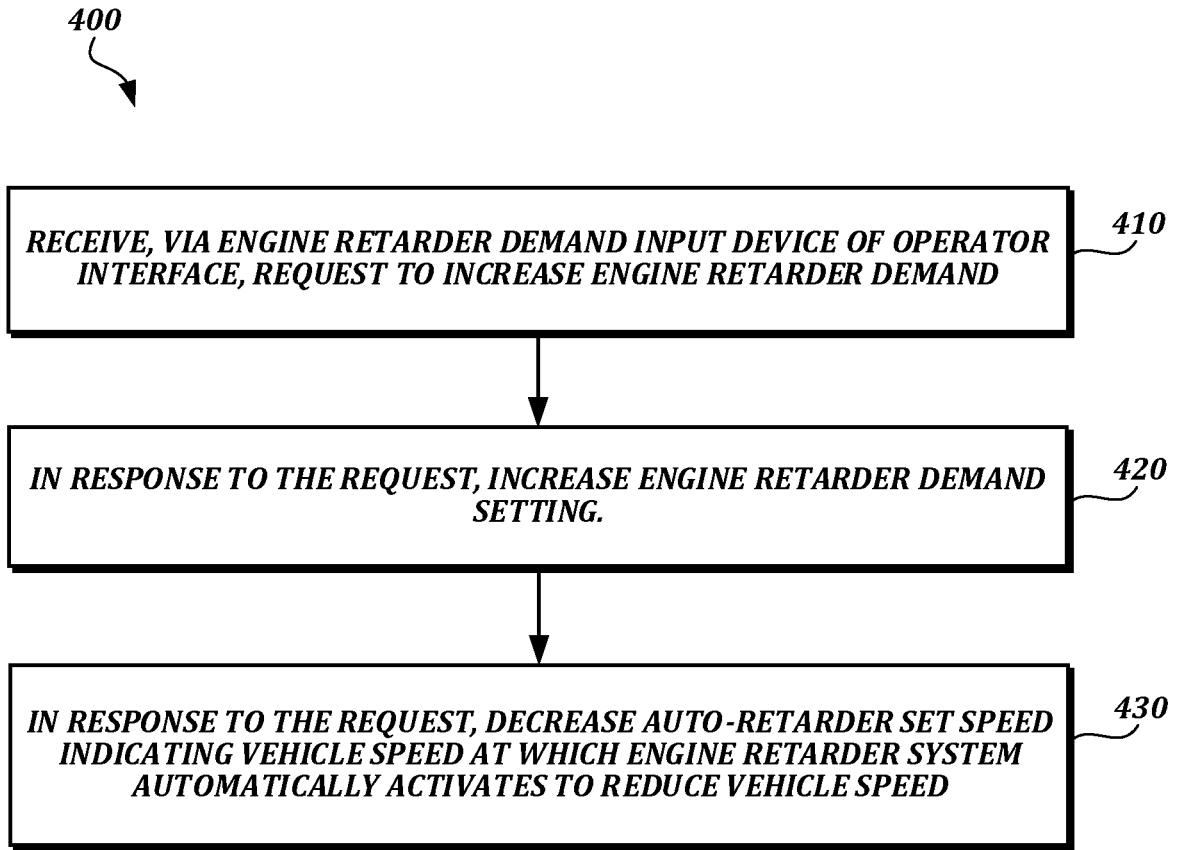 400
RECEIVE, VIA ENGINE RETARDER DEMAND INPUT DEVICE OF OPERATOR
INTERFACE, REQUEST TO INCREASE ENGINE RETARDER DEMAND
410
IN RESPONSE TO THE REQUEST, INCREASE ENGINE RETARDER DEMAND
SETTING.
420
IN RESPONSE TO THE REQUEST, DECREASE AUTO-RETARDER SET SPEED
INDICATING VEHICLE SPEED AT WHICH ENGINE RETARDER SYSTEM
AUTOMATICALLY ACTIVATES TO REDUCE VEHICLE SPEED
430